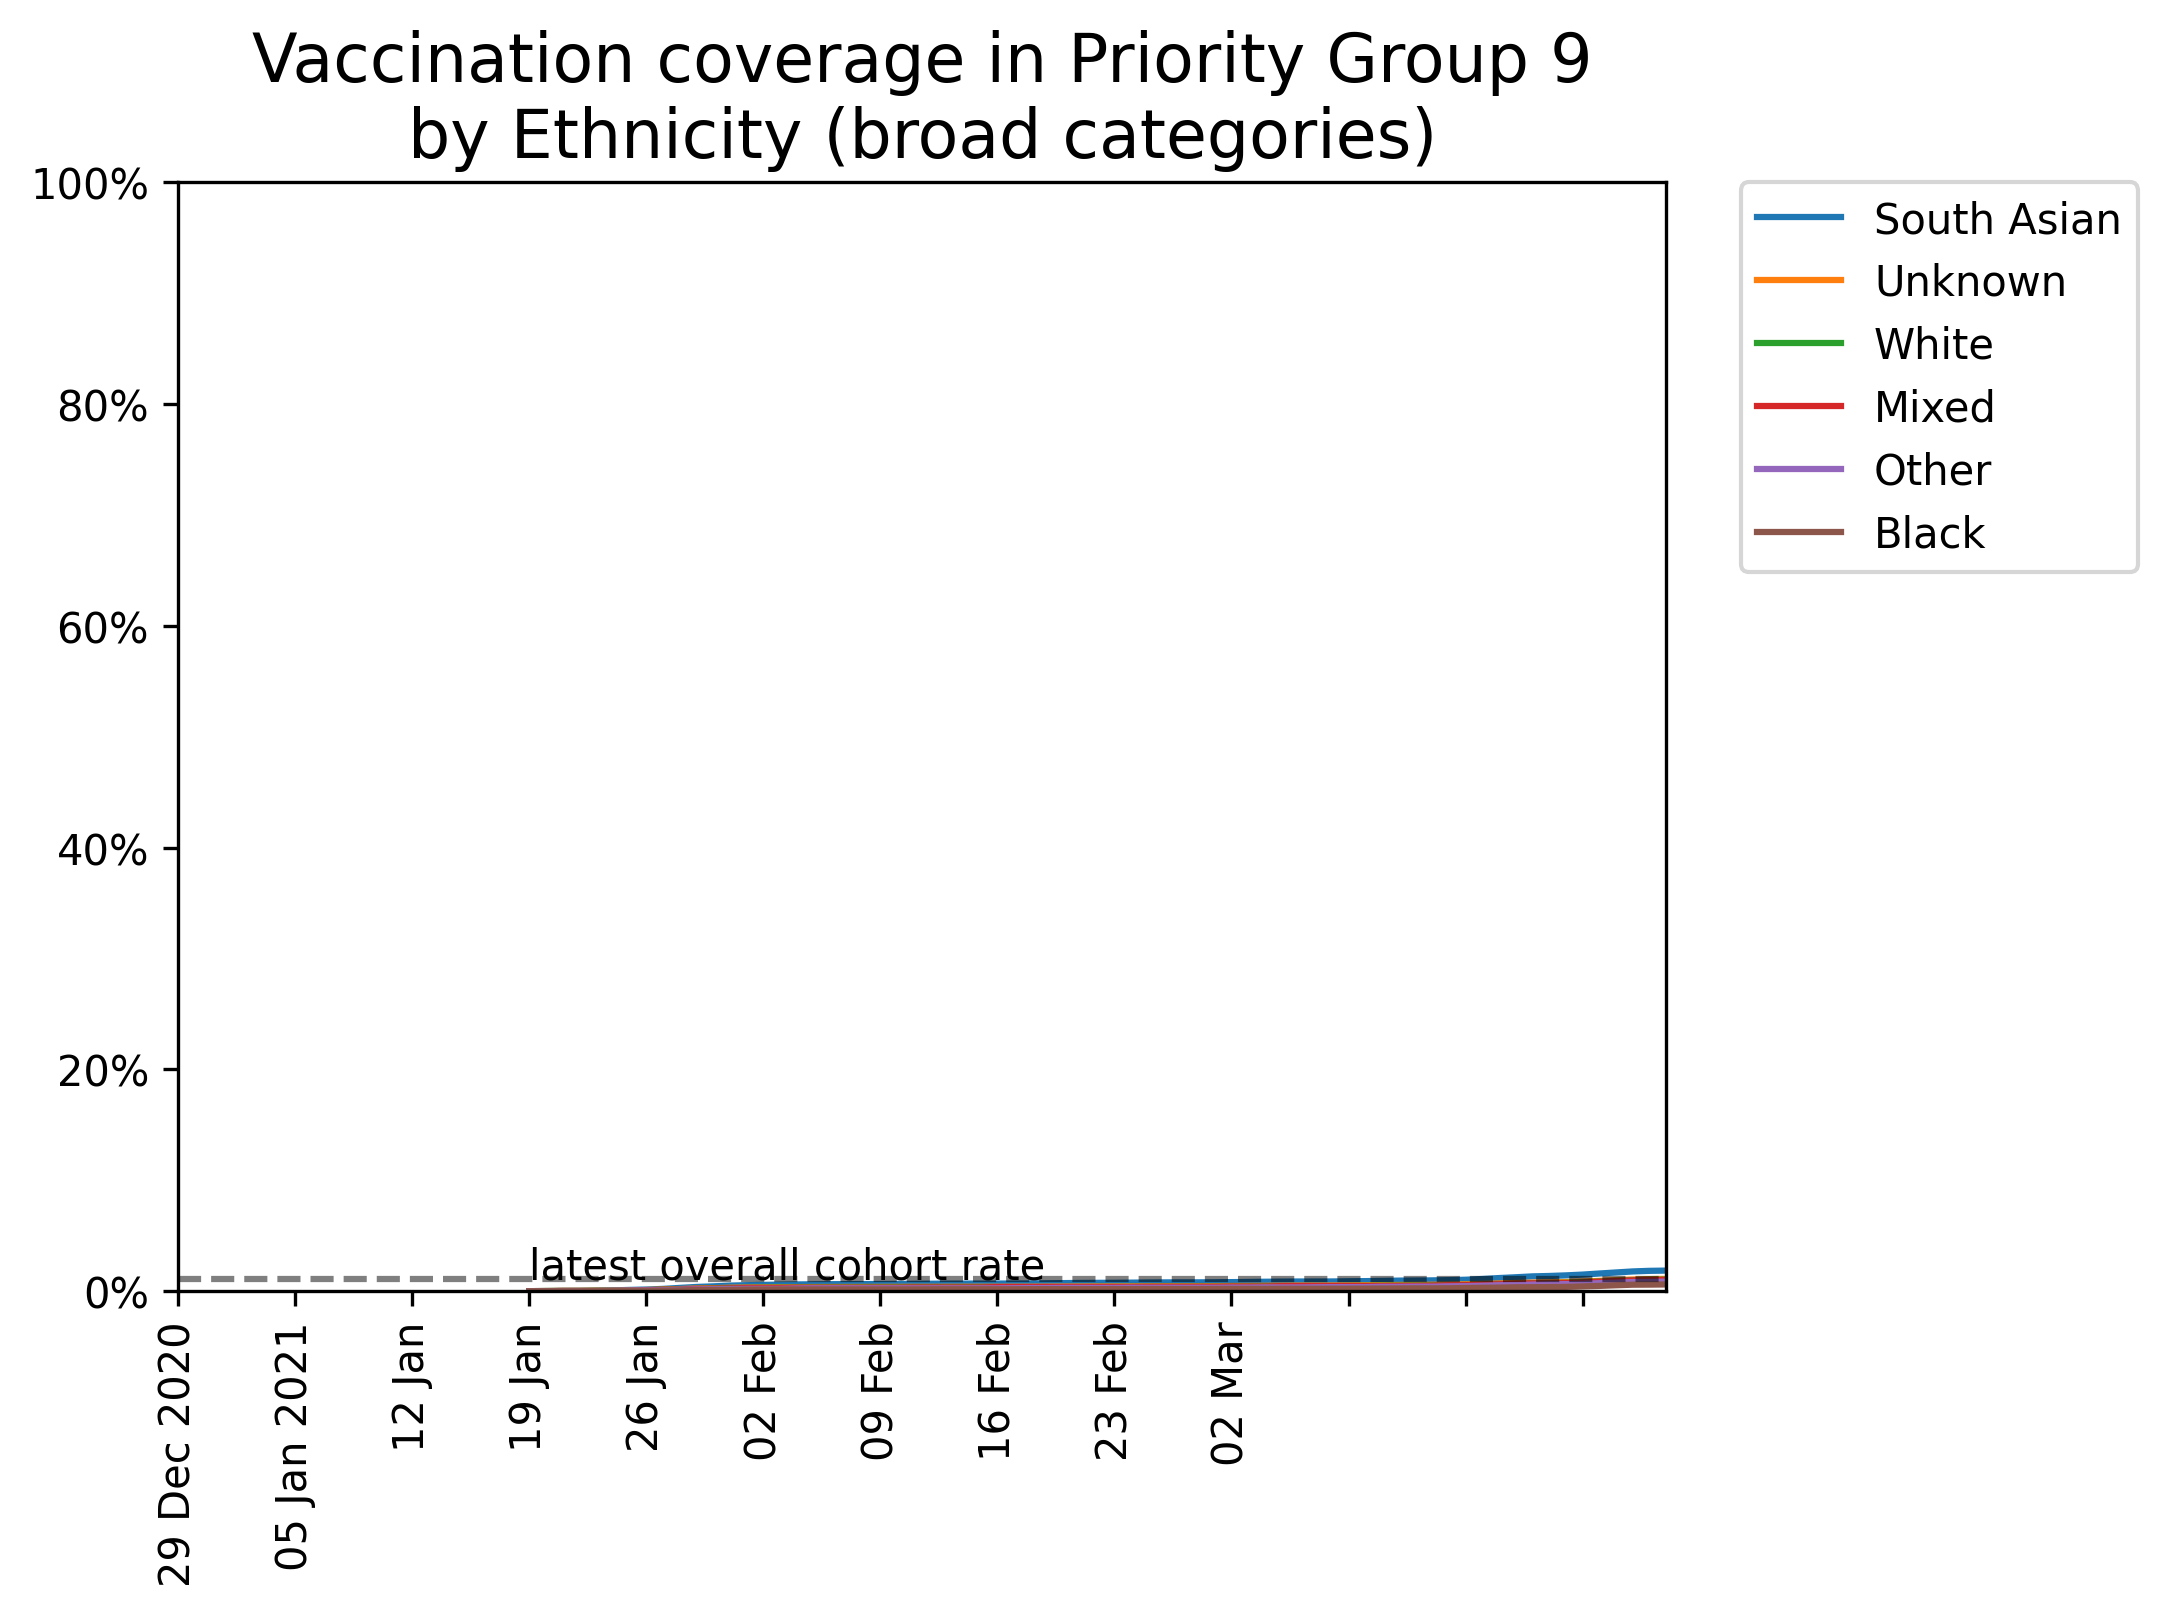 Vaccination coverage in Priority Group 9
by Ethnicity (broad categories)
100%
80%
60%
40%
20%
0%
latest overall cohort rate
29 Dec 2020
05 Jan 2021
12 Jan
19 Jan
26 Jan
02 Feb
09 Feb
16 Feb
23 Feb
02 Mar
South Asian
Unknown
White
Mixed
Other
Black